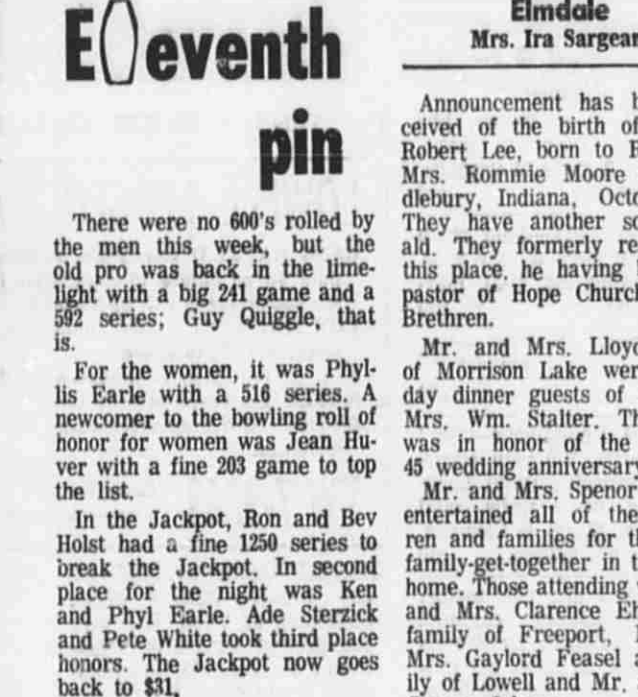 Eleventh
pin
There were no 600's rolled by
the men this week, but the
old pro was back in the lime-
light with a big 241 game and a
592 series; Guy Quiggle, that
is.
For the women, it was Phyl-
lis Earle with a 516 series. A
newcomer to the bowling roll of
honor for women was Jean Hu-
ver with a fine 203 game to top
the list.
In the Jackpot, Ron and Bev
Holst had a fine 1250 series to
break the Jackpot. In second
place for the night was Ken
and Phyl Earle. Ade Sterzick
and Pete White took third place
honors. The Jackpot now goes
back to $31.
Elmdale
Mrs. Ira Sargean
Announcement has
ceived of the birth of
Robert Lee, born to
Mrs. Rommie Moore
dlebury, Indiana, Octo
They have another so
ald. They formerly re
this place, he having
pastor of Hope Church
Brethren.
Mr. and Mrs. Lloyd
of Morrison Lake wer
day dinner guests of
Mrs. Wm. Stalter. Th
was in honor of the
45 wedding anniversary
Mr. and Mrs. Spenor
entertained all of the
ren and families for th
family-get-together in t
home. Those attending
and Mrs. Clarence El
family of Freeport,
Mrs. Gaylord Feasel a
ily of Lowell and Mr.